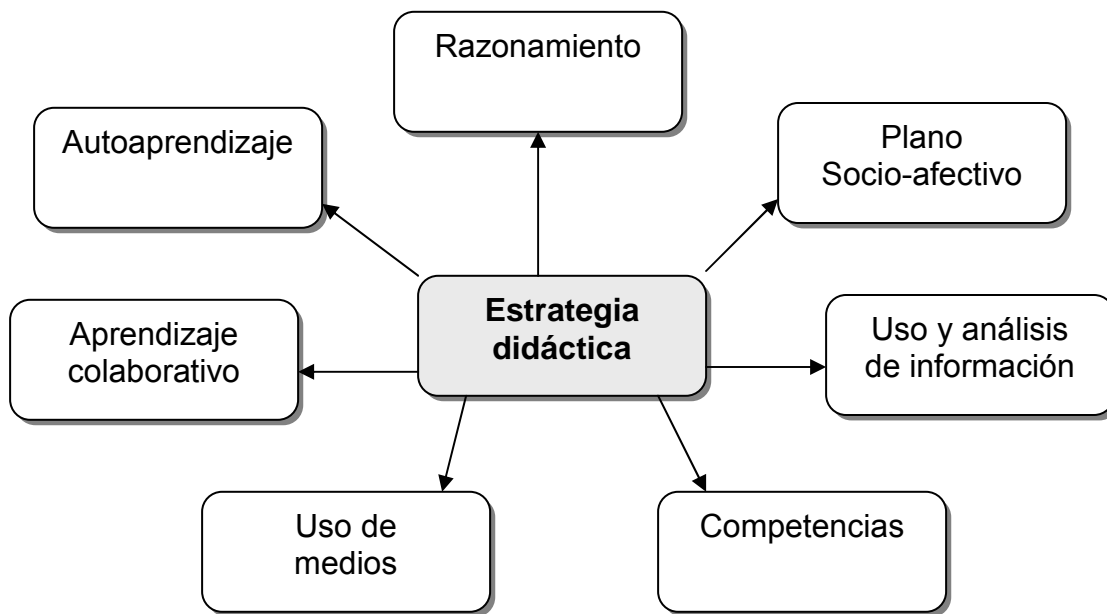 Razonamiento
Autoaprendizaje
Plano
Socio-afectivo
Estrategia
didáctica
Aprendizaje
colaborativo
Uso y análisis
de información
Uso de
medios
Competencias